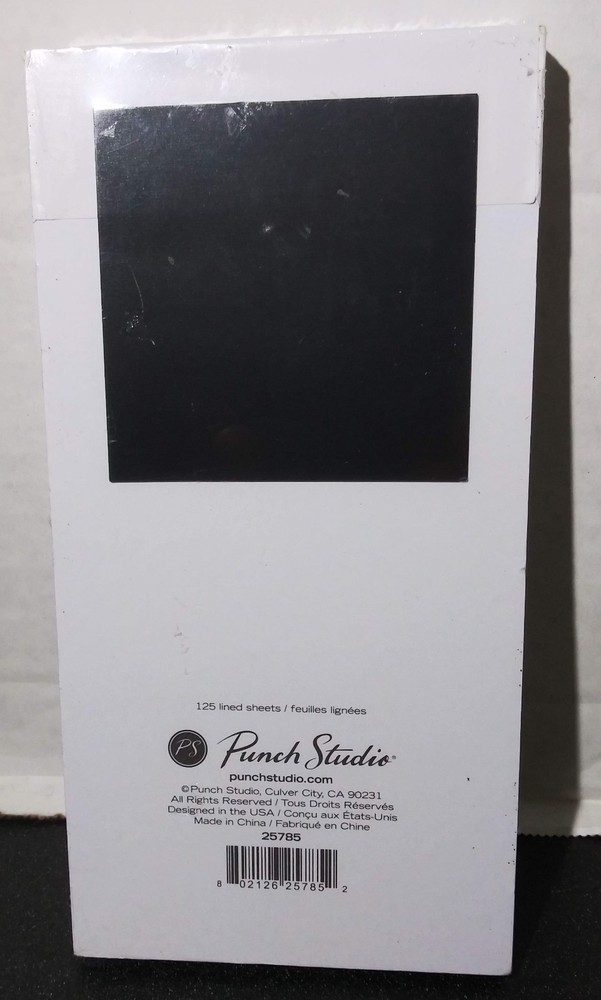 125 lined sheets / feuilles lignées
PS Punch Studio®
punchstudio.com
©Punch Studio, Culver City, CA 90231
All Rights Reserved / Tous Droits Réservés
Designed in the USA / Conçu aux États-Unis
Made in China / Fabriqué en Chine
25785
8 02126 25785 2